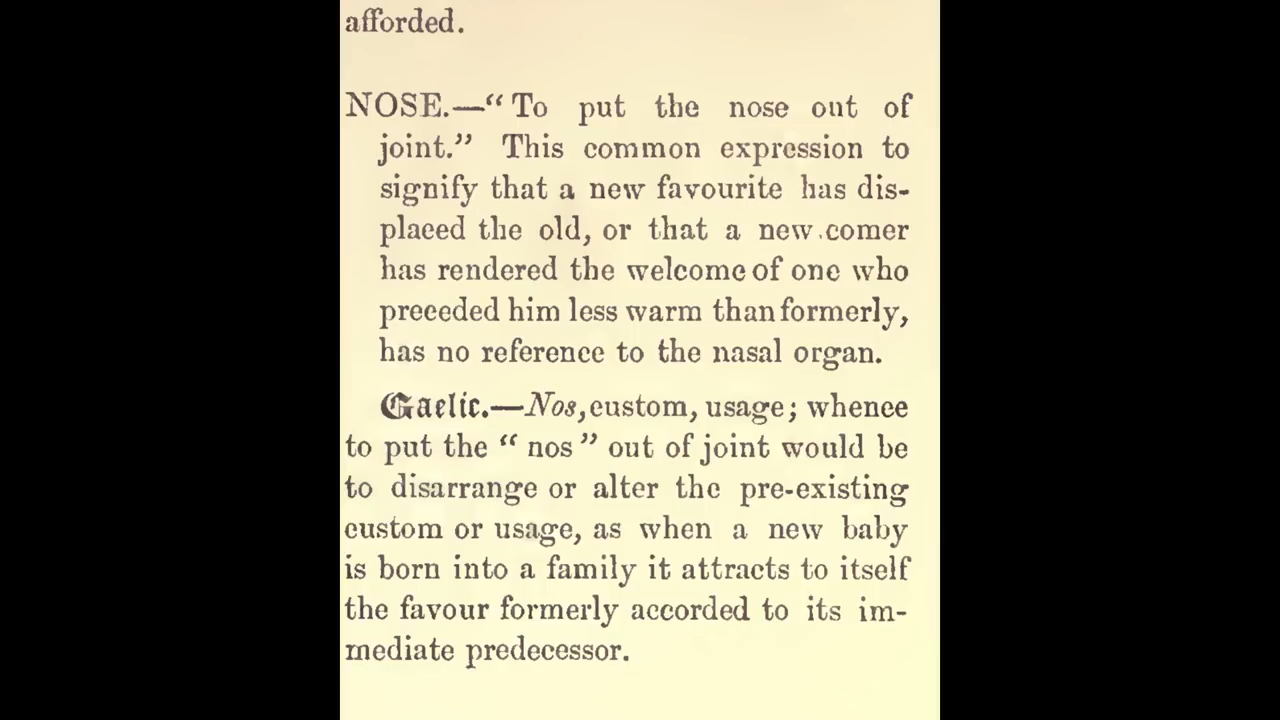 afforded.
NOSE.—“To put the nose out of
joint.” This common expression to
signify that a new favourite has dis-
placed the old, or that a new comer
has rendered the welcome of one who
preceded him less warm than formerly,
has no reference to the nasal organ.
Gaelic.—Nos, custom, usage; whence
to put the “nos” out of joint would be
to disarrange or alter the pre-existing
custom or usage, as when a new baby
is born into a family it attracts to itself
the favour formerly accorded to its im-
mediate predecessor.